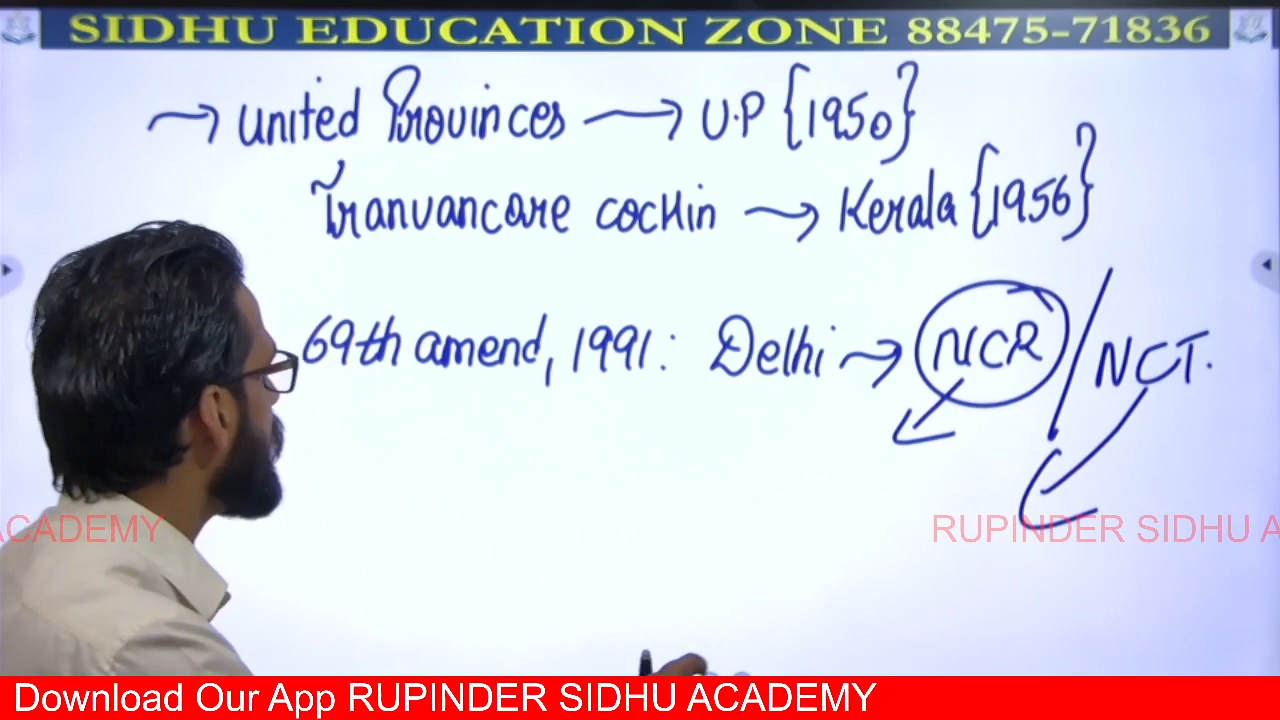 SIDHU EDUCATION ZONE 88475-71836
→ United Provinces → U.P {1950}
Tranvancore cochin → Kerala {1956}
69th amend, 1991: Delhi → NCR / NCT.
ACADEMY
RUPINDER SIDHU A
Download Our App RUPINDER SIDHU ACADEMY